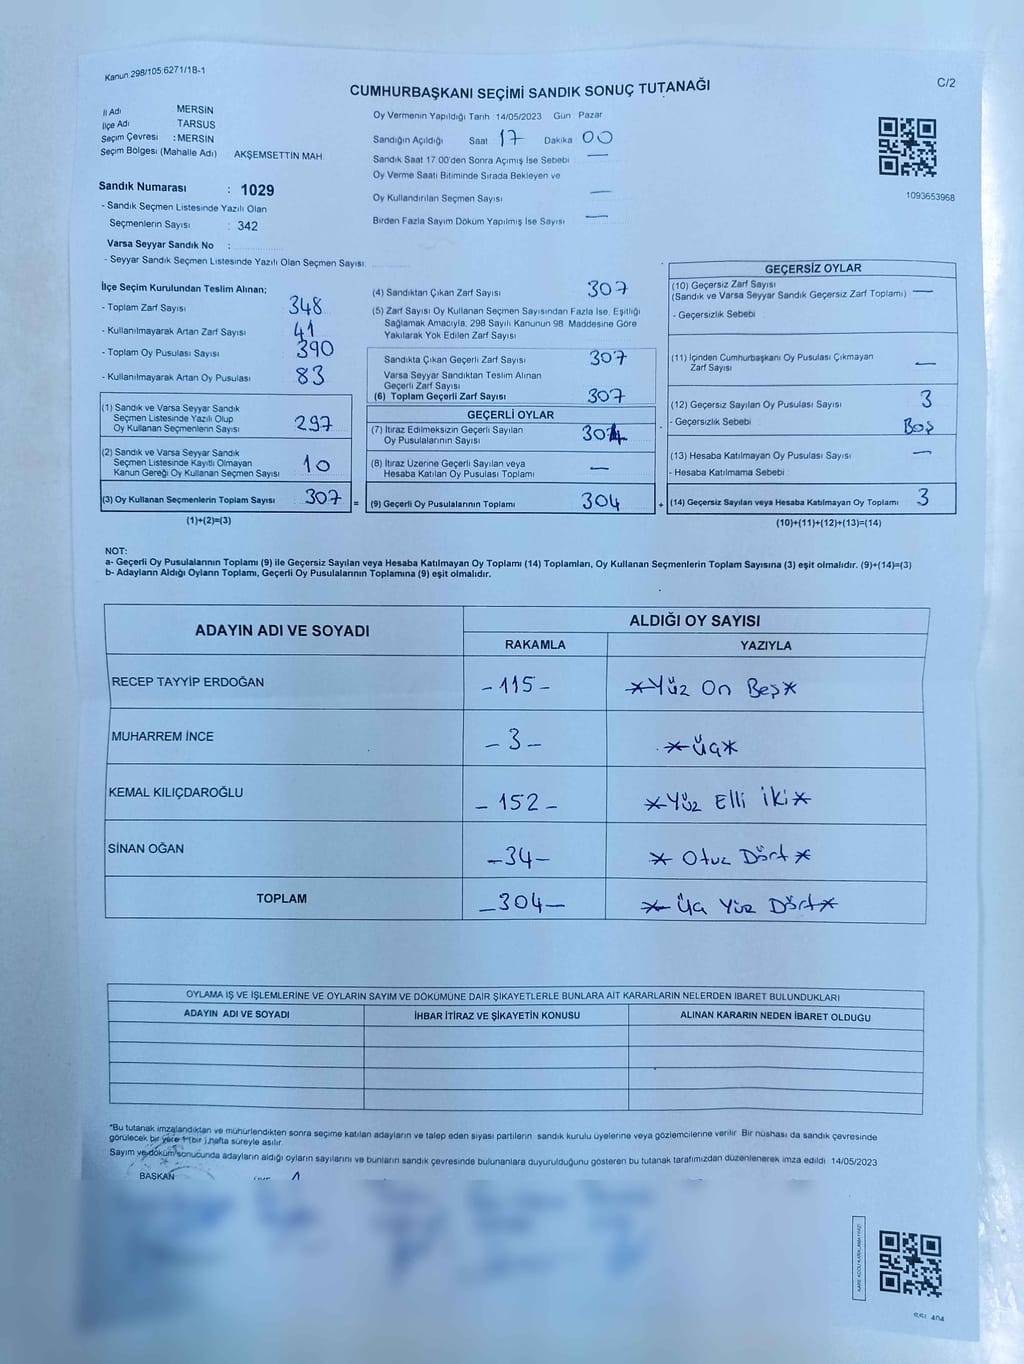 Kanun 298/105 6271/18-1
CUMHURBAŞKANI SEÇİMİ SANDIK SONUÇ TUTANAĞI
C/2
İl Adı MERSİN
İlçe Adı TARSUS
Seçim Çevresi : MERSİN
Seçim Bölgesi (Mahalle Adı) AKŞEMSETTİN MAH.
Sandık Numarası : 1029
- Sandık Seçmen Listesinde Yazılı Olan
Seçmenlerin Sayısı : 342
Varsa Seyyar Sandık No :
- Seyyar Sandık Seçmen Listesinde Yazılı Olan Seçmen Sayısı:
Oy Vermenin Yapıldığı Tarih :14/05/2023 Gün : Pazar
Sandığın Açıldığı Saat 17 Dakika 00
Sandık Saat 17 00'den Sonra Açımış İse Sebebi —
Oy Verme Saati Bitiminde Sırada Bekleyen ve
Oy Kullandırılan Seçmen Sayısı —
Birden Fazla Sayım Döküm Yapılmış İse Sayısı —
1093653968
İlçe Seçim Kurulundan Teslim Alınan;
- Toplam Zarf Sayısı 348
- Kullanılmayarak Artan Zarf Sayısı 41
- Toplam Oy Pusulası Sayısı 390
- Kullanılmayarak Artan Oy Pusulası 83
(1) Sandık ve Varsa Seyyar Sandık
Seçmen Listesinde Yazılı Olup
Oy Kullanan Seçmenlerin Sayısı 297
(2) Sandık ve Varsa Seyyar Sandık
Seçmen Listesinde Kayıtlı Olmayan
Kanun Gereği Oy Kullanan Seçmen Sayısı 10
(3) Oy Kullanan Seçmenlerin Toplam Sayısı 307 =
(1)+(2)=(3)
(4) Sandıktan Çıkan Zarf Sayısı 307
(5) Zarf Sayısı Oy Kullanan Seçmen Sayısından Fazla İse, Eşitliği
Sağlamak Amacıyla, 298 Sayılı Kanunun 98 Maddesine Göre
Yakılarak Yok Edilen Zarf Sayısı
Sandıkta Çıkan Geçerli Zarf Sayısı 307
Varsa Seyyar Sandıktan Teslim Alınan
Geçerli Zarf Sayısı
(6) Toplam Geçerli Zarf Sayısı 307
GEÇERLİ OYLAR
(7) İtiraz Edilmeksizin Geçerli Sayılan
Oy Pusulalarının Sayısı 304
(8) İtiraz Üzerine Geçerli Sayılan veya
Hesaba Katılan Oy Pusulası Toplamı —
(9) Geçerli Oy Pusulalarının Toplamı 304 +
GEÇERSİZ OYLAR
(10) Geçersiz Zarf Sayısı
(Sandık ve Varsa Seyyar Sandık Geçersiz Zarf Toplamı) —
- Geçersizlik Sebebi
(11) İçinden Cumhurbaşkanı Oy Pusulası Çıkmayan
Zarf Sayısı —
(12) Geçersiz Sayılan Oy Pusulası Sayısı 3
- Geçersizlik Sebebi Boş
(13) Hesaba Katılmayan Oy Pusulası Sayısı —
- Hesaba Katılmama Sebebi
(14) Geçersiz Sayılan veya Hesaba Katılmayan Oy Toplamı 3
(10)+(11)+(12)+(13)=(14)
NOT:
a- Geçerli Oy Pusulalarının Toplamı (9) ile Geçersiz Sayılan veya Hesaba Katılmayan Oy Toplamı (14) Toplamları, Oy Kullanan Seçmenlerin Toplam Sayısına (3) eşit olmalıdır. (9)+(14)=(3)
b- Adayların Aldığı Oyların Toplamı, Geçerli Oy Pusulalarının Toplamına (9) eşit olmalıdır.
ADAYIN ADI VE SOYADI
ALDIĞI OY SAYISI
RAKAMLA YAZIYLA
RECEP TAYYİP ERDOĞAN -115- *Yüz On Beş*
MUHARREM İNCE -3- *Üç*
KEMAL KILIÇDAROĞLU -152- *Yüz Elli İki*
SİNAN OĞAN -34- * Otuz Dört *
TOPLAM -304- * Üç Yüz Dört*
OYLAMA İŞ VE İŞLEMLERİNE VE OYLARIN SAYIM VE DÖKÜMÜNE DAİR ŞİKAYETLERLE BUNLARA AİT KARARLARIN NELERDEN İBARET BULUNDUKLARI
ADAYIN ADI VE SOYADI İHBAR İTİRAZ VE ŞİKAYETİN KONUSU ALINAN KARARIN NEDEN İBARET OLDUĞU
*Bu tutanak imzalandıktan ve mühürlendikten sonra seçime katılan adayların ve talep eden siyasi partilerin sandık kurulu üyelerine veya gözlemcilerine verilir Bir nüshası da sandık çevresinde
görülecek bir yere 1 (bir) hafta süreyle asılır.
Sayım ve döküm sonucunda adayların aldığı oyların sayılarını ve bunların sandık çevresinde bulunanlara duyurulduğunu gösteren bu tutanak tarafımızdan düzenlenerek imza edildi 14/05/2023
BAŞKAN